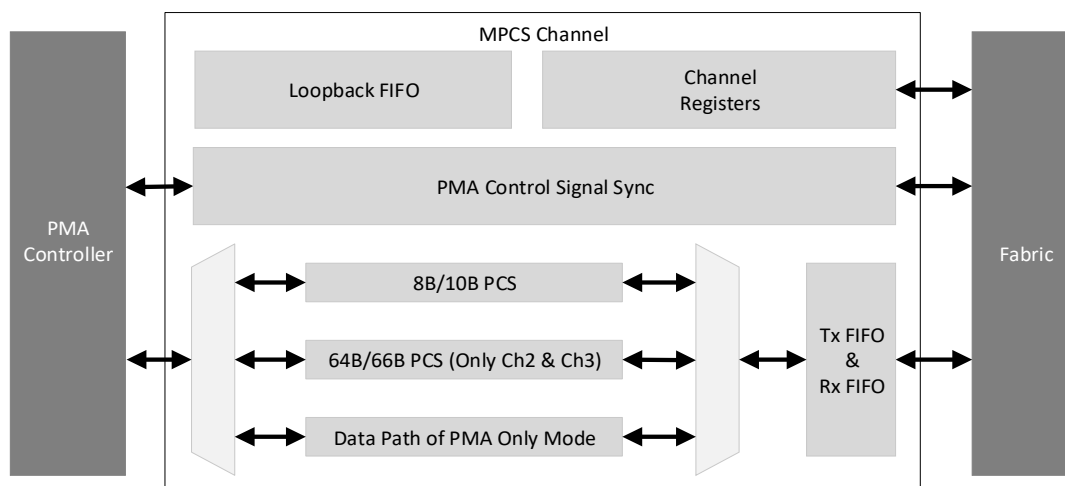 MPCS Channel
Loopback FIFO
Channel
Registers
PMA Control Signal Sync
PMA
Controller
Fabric
8B/10B PCS
64B/66B PCS (Only Ch2 & Ch3)
Data Path of PMA Only Mode
Tx FIFO
&
Rx FIFO